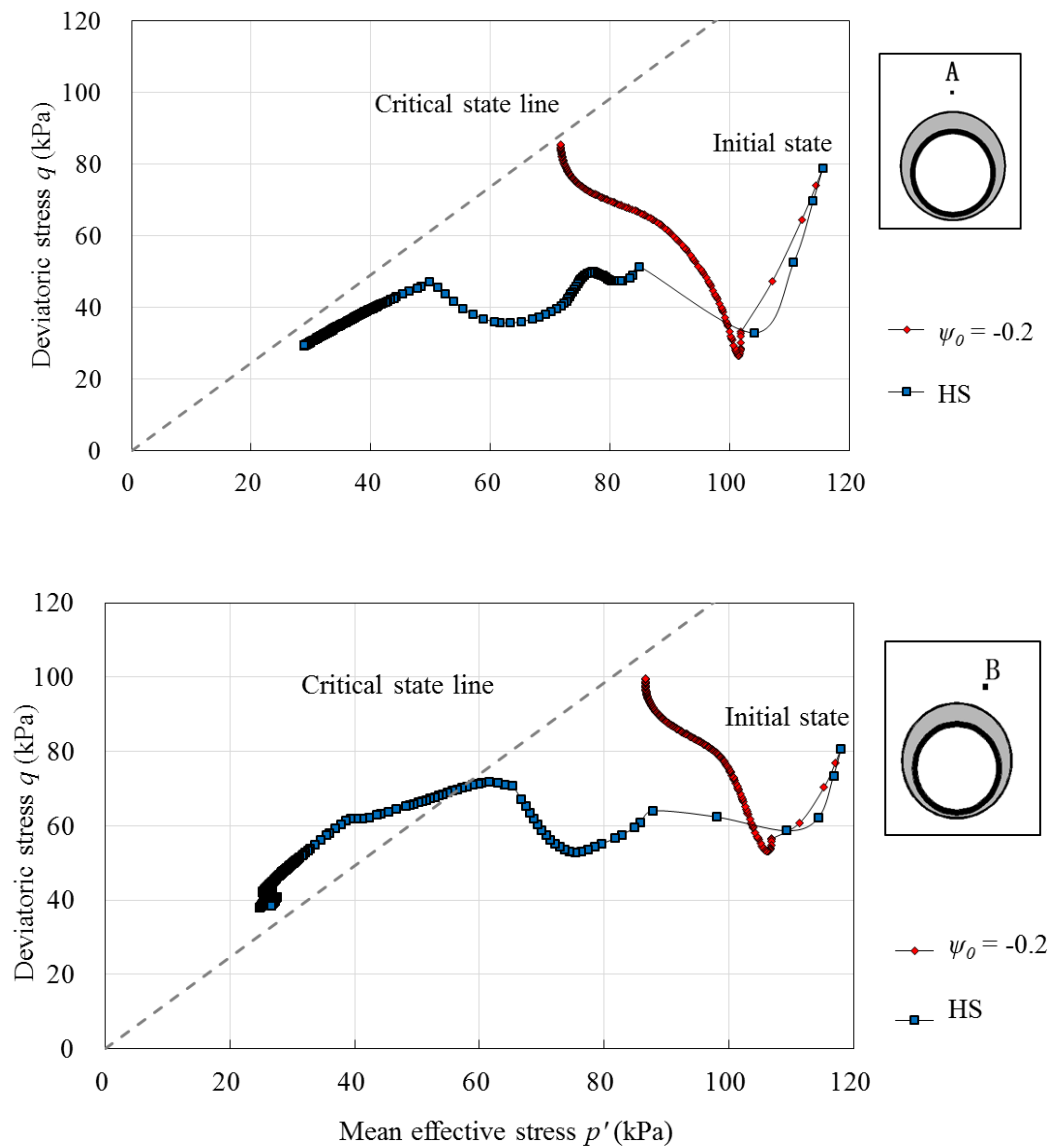 120
100
80
60
40
20
0
Deviatoric stress q (kPa)
Critical state line
Initial state
0 20 40 60 80 100 120
A
ψ0 = -0.2
HS
120
100
80
60
40
20
0
Deviatoric stress q (kPa)
Critical state line
Initial state
0 20 40 60 80 100 120
Mean effective stress p' (kPa)
B
ψ0 = -0.2
HS